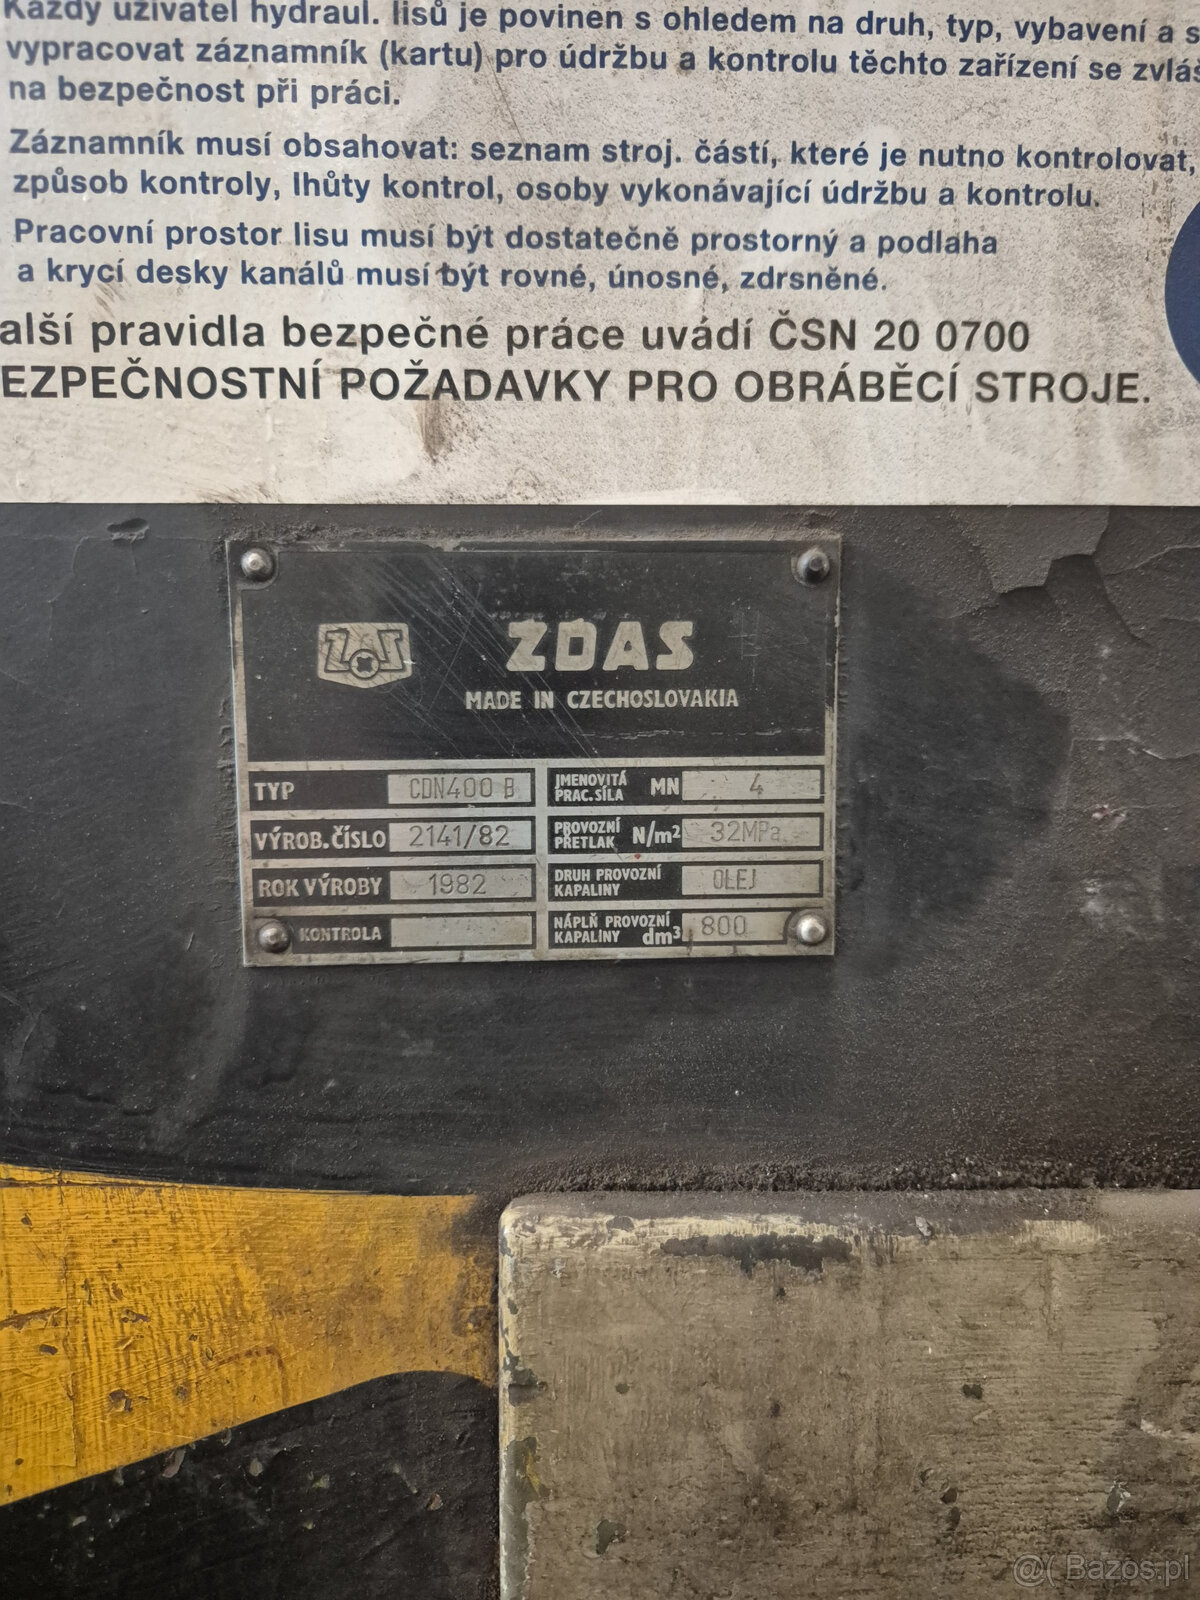 Každý uživatel hydraul. lisů je povinen s ohledem na druh, typ, vybavení a s
vypracovat záznamník (kartu) pro údržbu a kontrolu těchto zařízení se zvláš
na bezpečnost při práci.
Záznamník musí obsahovat: seznam stroj. částí, které je nutno kontrolovat,
způsob kontroly, lhůty kontrol, osoby vykonávající údržbu a kontrolu.
Pracovní prostor lisu musí být dostatečně prostorný a podlaha
a krycí desky kanálů musí být rovné, únosné, zdrsněné.
alší pravidla bezpečné práce uvádí ČSN 20 0700
EZPEČNOSTNÍ POŽADAVKY PRO OBRÁBĚCÍ STROJE.
ZĎAS
ZDAS
MADE IN CZECHOSLOVAKIA
TYP CDN400 B
VÝROB. ČÍSLO 2141/82
ROK VÝROBY 1982
KONTROLA
JMENOVITÁ
PRAC. SÍLA MN 4
PROVOZNÍ
PŘETLAK N/m² 32MPa
DRUH PROVOZNÍ
KAPALINY OLEJ
NÁPLŇ PROVOZNÍ
KAPALINY dm³ 800
@( Bazos.pl